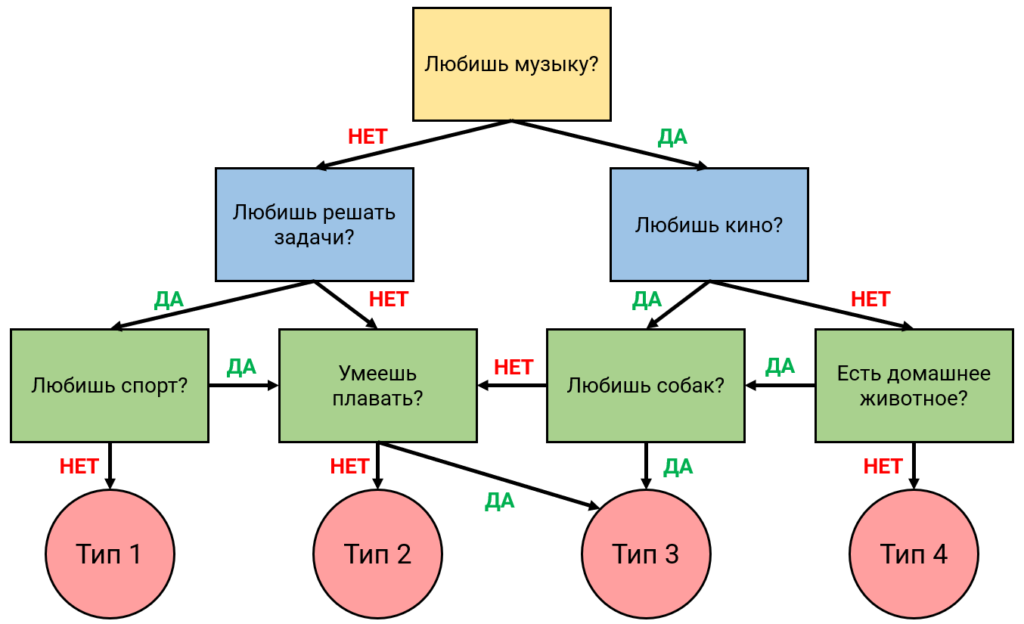 Любишь музыку?
НЕТ
ДА
Любишь решать
задачи?
Любишь кино?
ДА
НЕТ
ДА
НЕТ
Любишь спорт?
ДА
Умеешь
плавать?
НЕТ
Любишь собак?
ДА
Есть домашнее
животное?
НЕТ
НЕТ
ДА
ДА
НЕТ
Тип 1
Тип 2
Тип 3
Тип 4